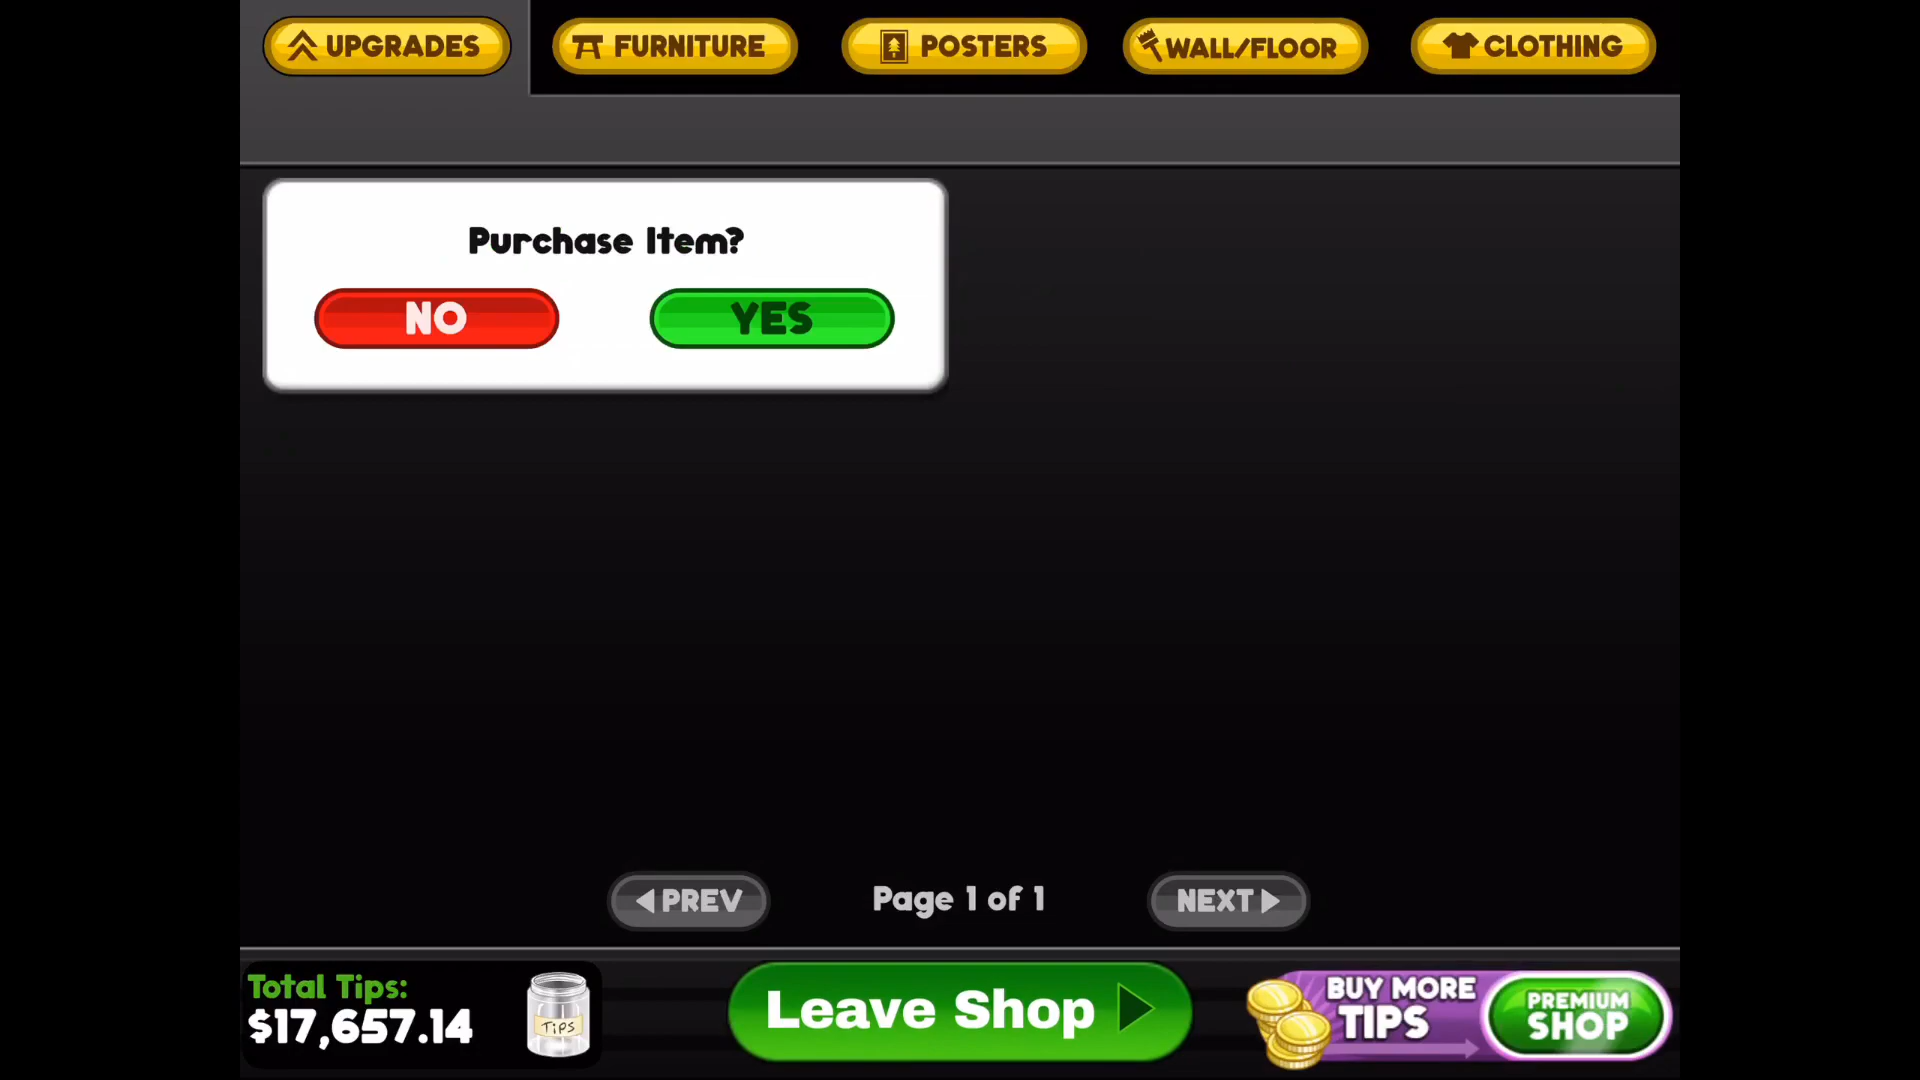 UPGRADES
FURNITURE
POSTERS
WALL/FLOOR
CLOTHING
Purchase Item?
NO
YES
PREV
Page 1 of 1
NEXT
Total Tips:
$17,657.14
TIPS
Leave Shop
BUY MORE
TIPS
PREMIUM
SHOP